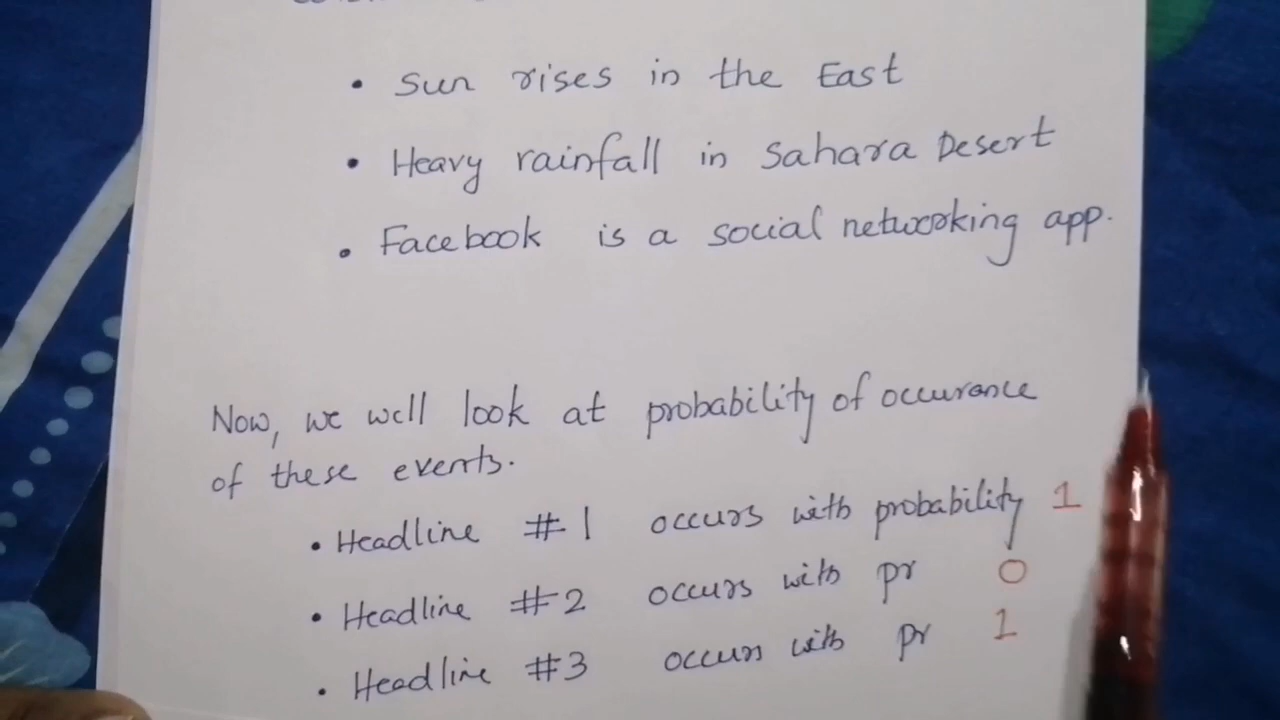 • Sun rises in the East
• Heavy rainfall in Sahara Desert
• Facebook is a social networking app.
Now, we will look at probability of occurance
of these events.
• Headline #1 occurs with probability 1
• Headline #2 occurs with pr 0
• Headline #3 occurs with pr 1